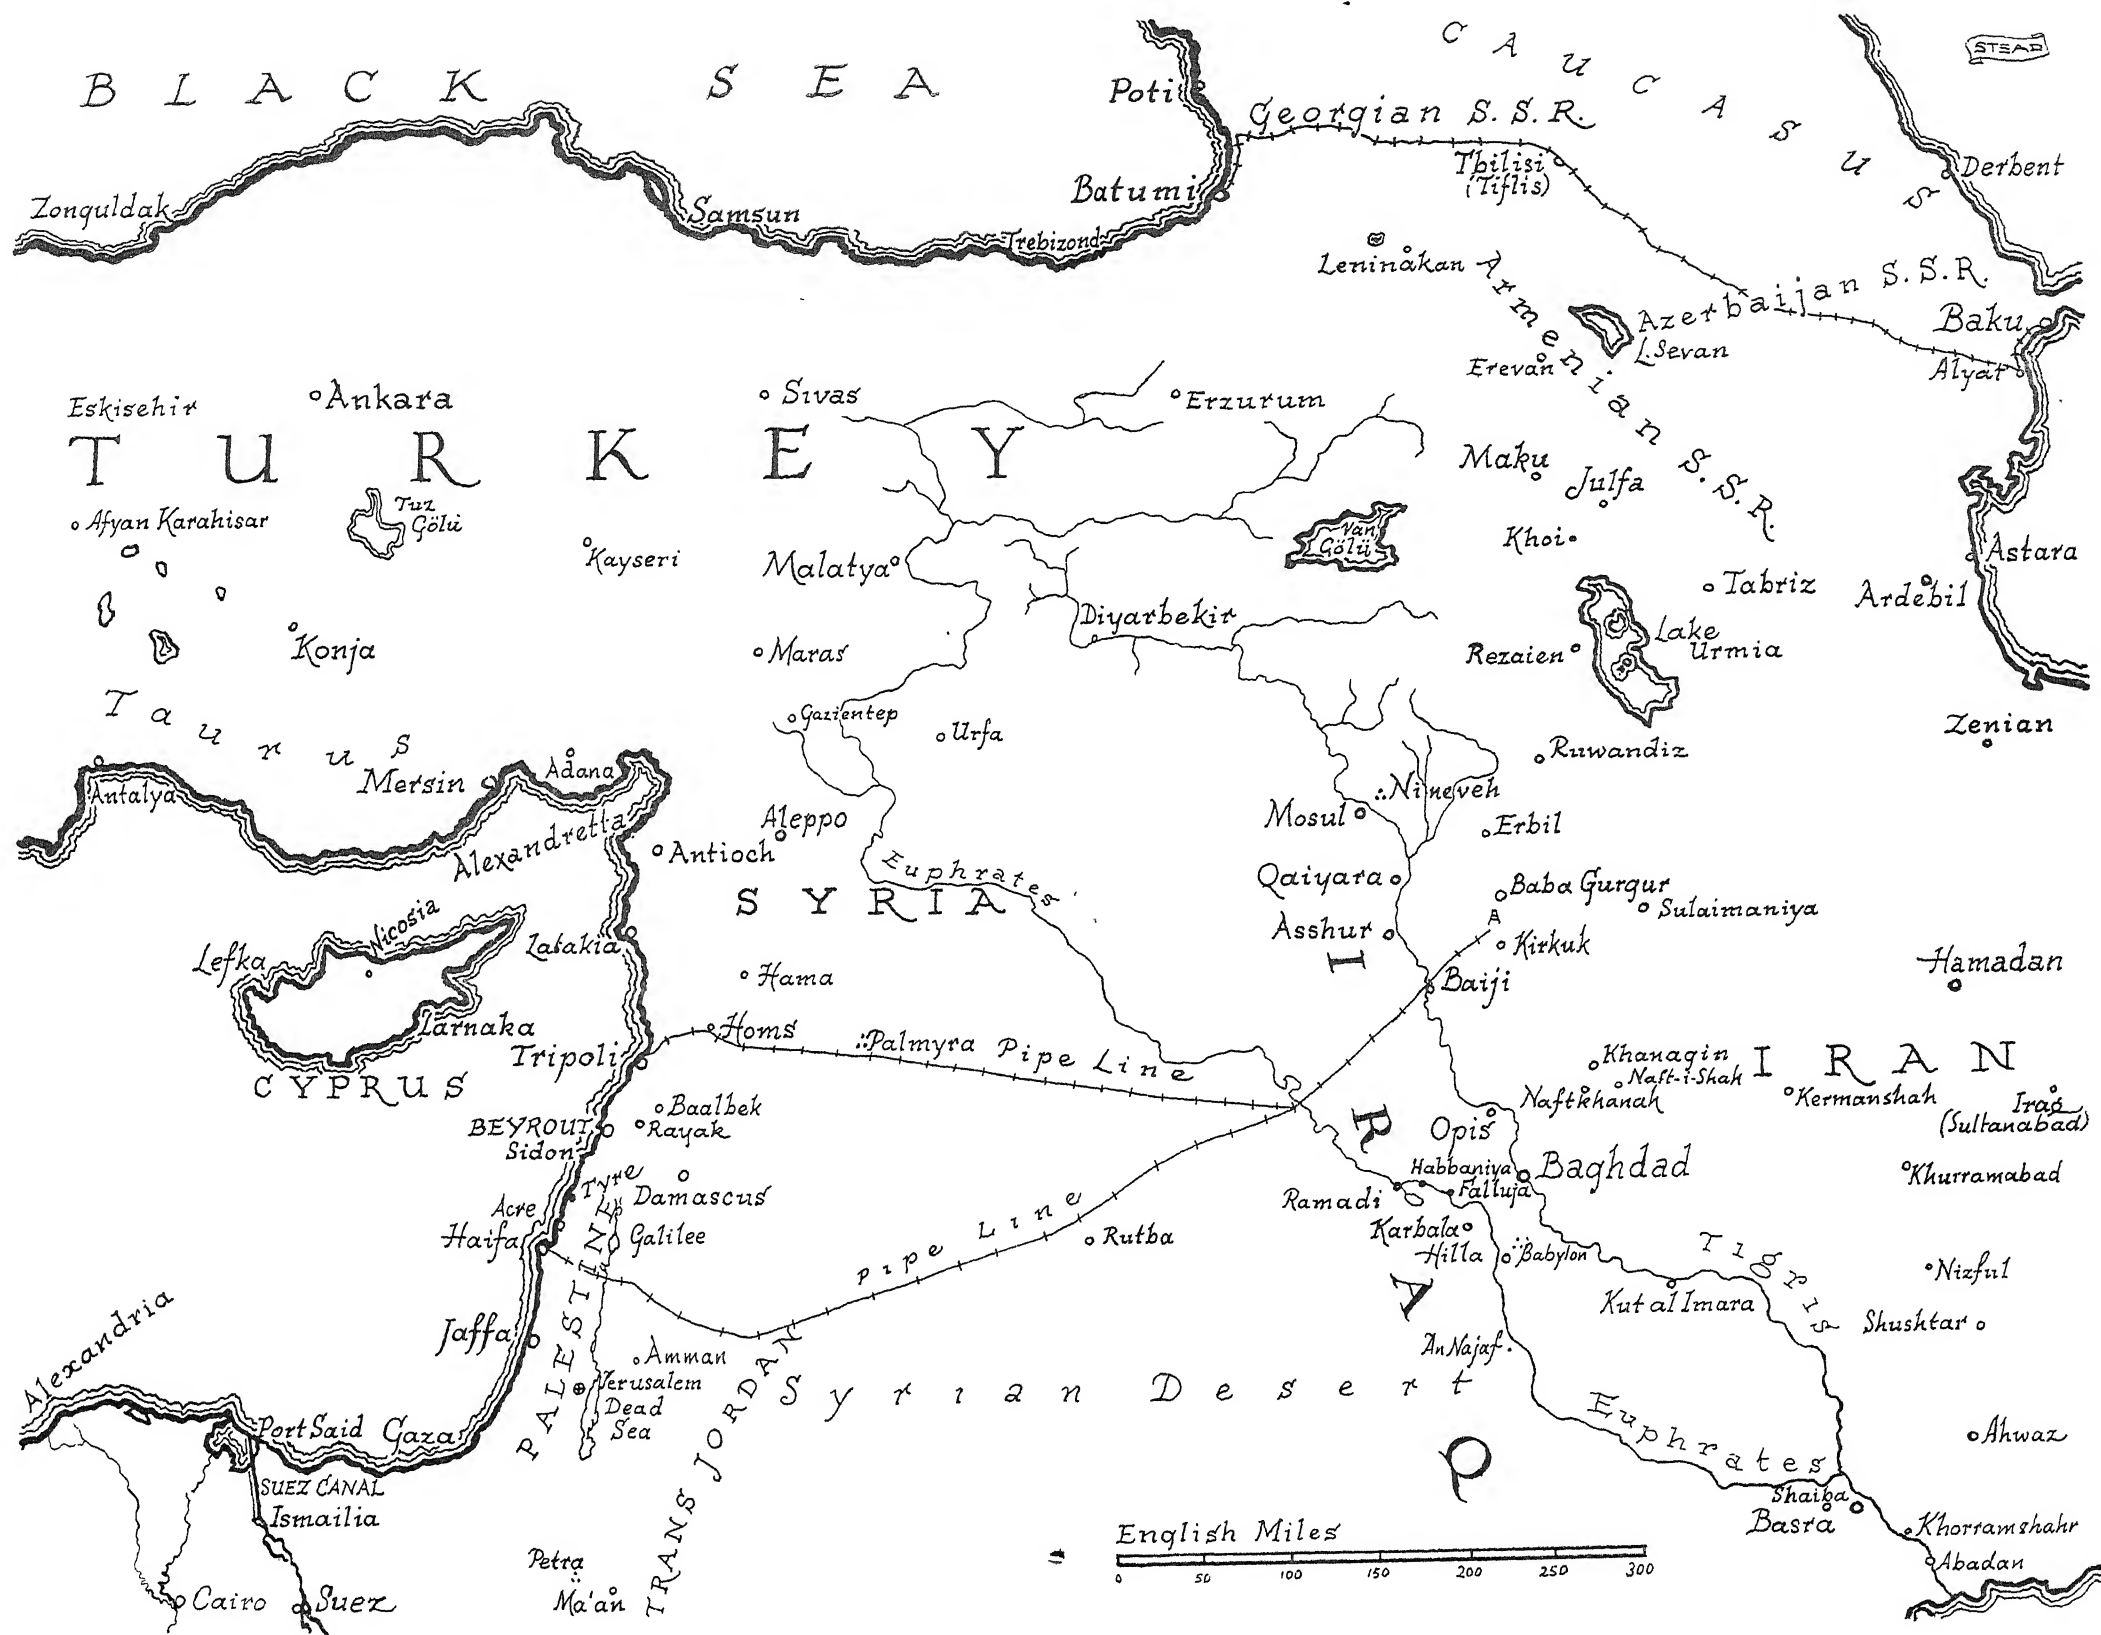 CAUCASUS
STEAD
BLACK SEA
Poti
Georgian S.S.R.
Tbilisi
(Tiflis)
Derbent
Batumi
Zonguldak
Samsun
Trebizond
Leninakan
Armenian S.S.R.
Azerbaijan S.S.R.
Baku
L. Sevan
Erevan
Alyat
Eskisehir
Ankara
Sivas
Erzurum
TURKEY
Maku
Julfa
Afyan Karahisar
Tuz
Gölü
Kayseri
Malatya
Van
Gölü
Khoi
Astara
Tabriz
Ardebil
Diyarbekir
Konja
Maras
Rezaien
Lake
Urmia
Taurus
Gazientep
Urfa
Zenian
Ruwandiz
Mersin
Adana
Antalya
Nineveh
Mosul
Erbil
Aleppo
Alexandretta
Antioch
Euphrates
SYRIA
Qaiyara
Baba Gurgur
Sulaimaniya
A
Asshur
Kirkuk
Nicosia
Lefka
Latakia
Hama
Baiji
Hamadan
Larnaka
CYPRUS
Tripoli
Homs
Palmyra Pipe Line
Khanaqin
Naft-i-Shah
IRAN
Naftkhanah
Kermanshah
Iraq
(Sultanabad)
Baalbek
Rayak
BEYROUT
Sidon
Opis
IRAQ
Habbaniya
Baghdad
Khurramabad
Tyre
Damascus
Ramadi
Falluja
Acre
Haifa
Galilee
Pipe Line
Rutba
Karbala
Hilla
Babylon
Tigris
Nizful
Kut al Imara
Shushtar
Alexandria
Jaffa
PALESTINE
Amman
An Najaf
Jerusalem
Dead
Sea
Syrian Desert
TRANS JORDAN
Euphrates
Ahwaz
Port Said
Gaza
SUEZ CANAL
Ismailia
Shaiba
Basra
Khorramshahr
Abadan
English Miles
0 50 100 150 200 250 300
Petra
Ma'an
Cairo
Suez